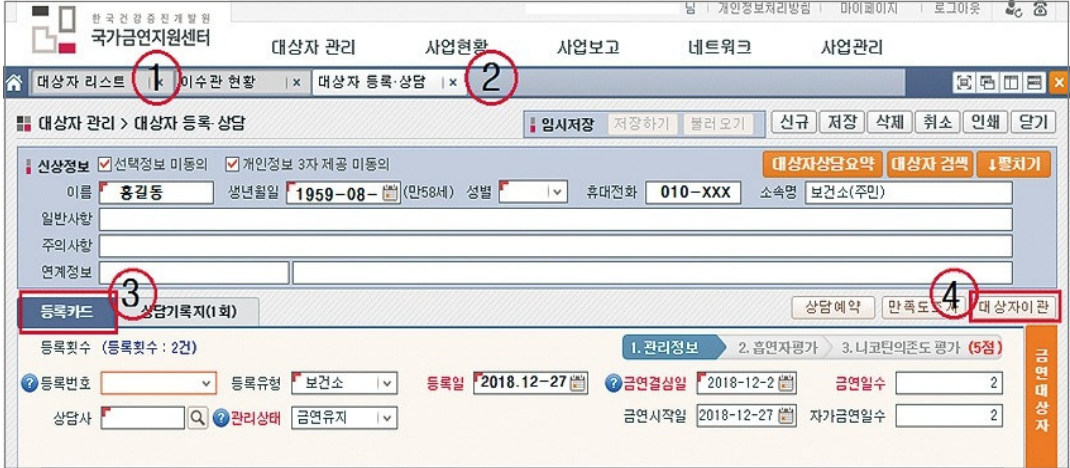 님 | 개인정보처리방침 | 마이페이지 | 로그아웃
한국건강증진개발원
국가금연지원센터
대상자 관리 사업현황 사업보고 네트워크 사업관리
대상자 리스트 | × 이수관 현황 | × 대상자 등록·상담 | ×
1 2
대상자 관리 > 대상자 등록·상담 임시저장 저장하기 불러오기 신규 저장 삭제 취소 인쇄 닫기
신상정보 선택정보 미동의 개인정보 3자 제공 미동의 대상자상담요약 대상자 검색 ↓펼치기
이름 홍길동 생년월일 1959-08- (만58세) 성별 휴대전화 010-XXX 소속명 보건소(주민)
일반사항
주의사항
연계정보
3 4
등록카드 상담기록지(1회) 상담예약 만족도조사 대상자이관
등록횟수 (등록횟수 : 2건) 1. 관리정보 2. 흡연자평가 3. 니코틴의존도 평가 (5점)
등록번호 등록유형 보건소 등록일 2018.12-27 금연결심일 2018-12-2 금연일수 2
상담사 관리상태 금연유지 금연시작일 2018-12-27 자가금연일수 2
금연대상자